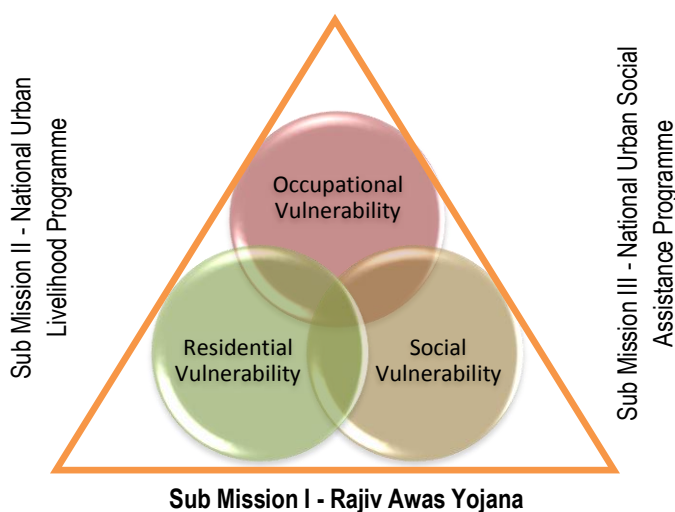 Sub Mission II - National Urban
Livelihood Programme
Occupational
Vulnerability
Residential
Vulnerability
Social
Vulnerability
Sub Mission III - National Urban Social
Assistance Programme
Sub Mission I - Rajiv Awas Yojana